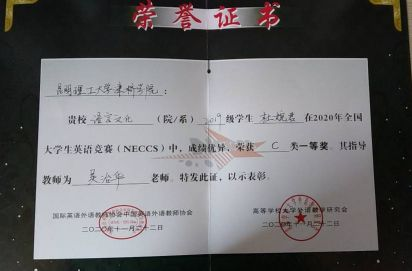 荣誉证书
昆明理工大学津桥学院：
贵校 语言文化 (院/系) 2019 级学生 杜婉君 在2020年全国
大学生英语竞赛(NECCS)中，成绩优异，荣获 C 类一等奖。其指导
教师为 吴治华 老师。特发此证，以示表彰。
国际英语外语教师协会中国英语外语教师协会 高等学校大学外语教学研究会
二〇二〇年十一月二十二日 二〇二〇年十一月二十二日